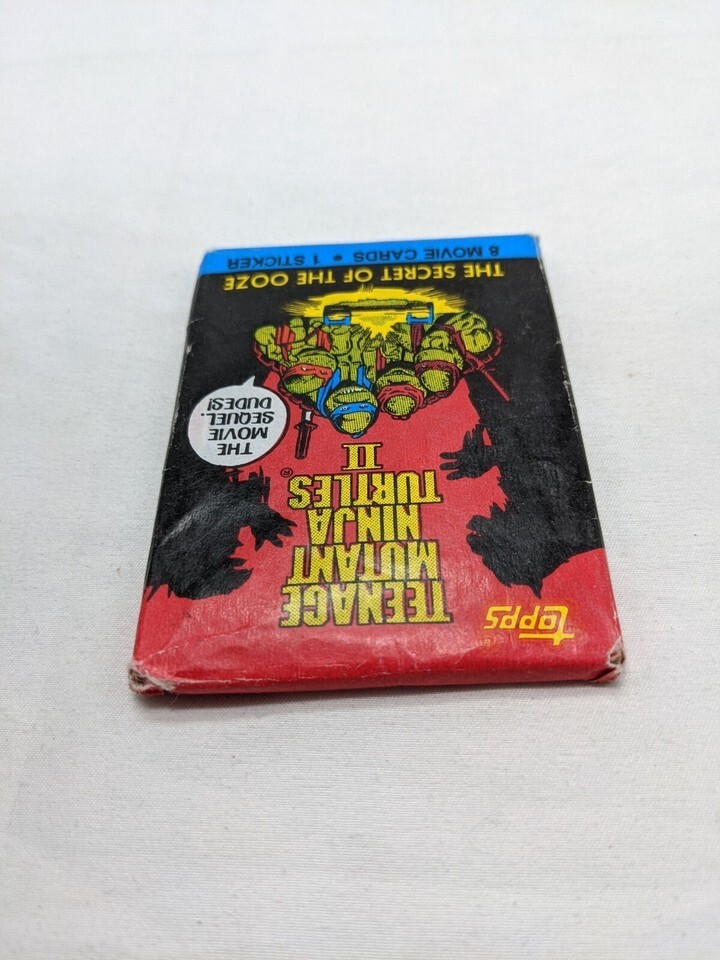 topps
TEENAGE
MUTANT
NINJA
TURTLES®
II
THE
MOVIE
SEQUEL,
DUDES!
THE SECRET OF THE OOZE
8 MOVIE CARDS • 1 STICKER